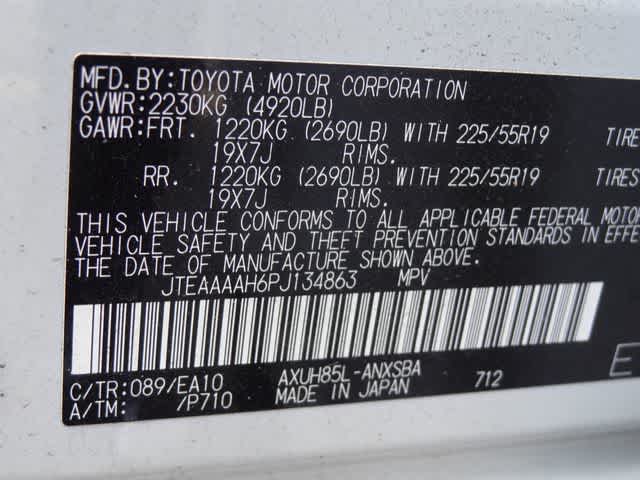 MFD.BY:TOYOTA MOTOR CORPORATION
GVWR:2230KG (4920LB)
GAWR:FRT. 1220KG (2690LB) WITH 225/55R19 TIRE
19X7J RIMS.
RR. 1220KG (2690LB) WITH 225/55R19 TIRES
19X7J RIMS.
THIS VEHICLE CONFORMS TO ALL APPLICABLE FEDERAL MOTO
VEHICLE SAFETY AND THEFT PREVENTION STANDARDS IN EFFE
THE DATE OF MANUFACTURE SHOWN ABOVE.
JTEAAAAH6PJ134863 MPV
C/TR:089/EA10 AXUH85L-ANXSBA 712 E
A/TM: /P710 MADE IN JAPAN